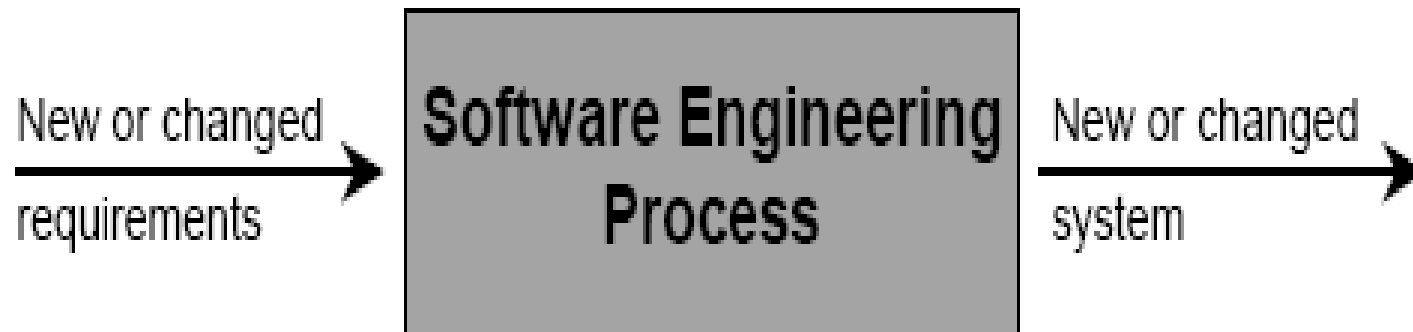 New or changed
requirements
Software Engineering
Process
New or changed
system